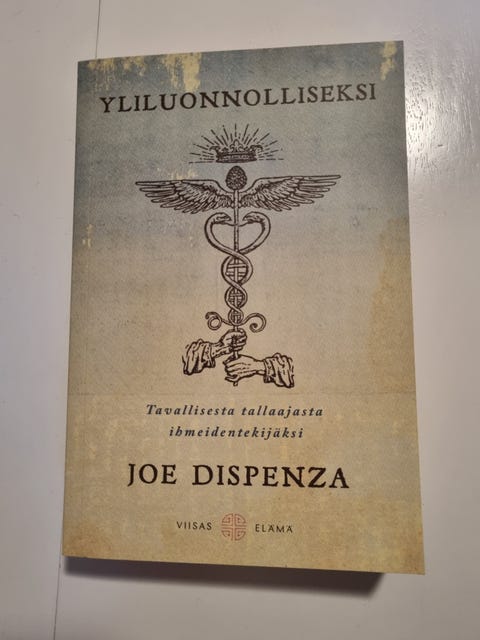 YLILUONNOLLISEKSI
Tavallisesta tallaajasta
ihmeidentekijäksi
JOE DISPENZA
VIISAS ELÄMÄ